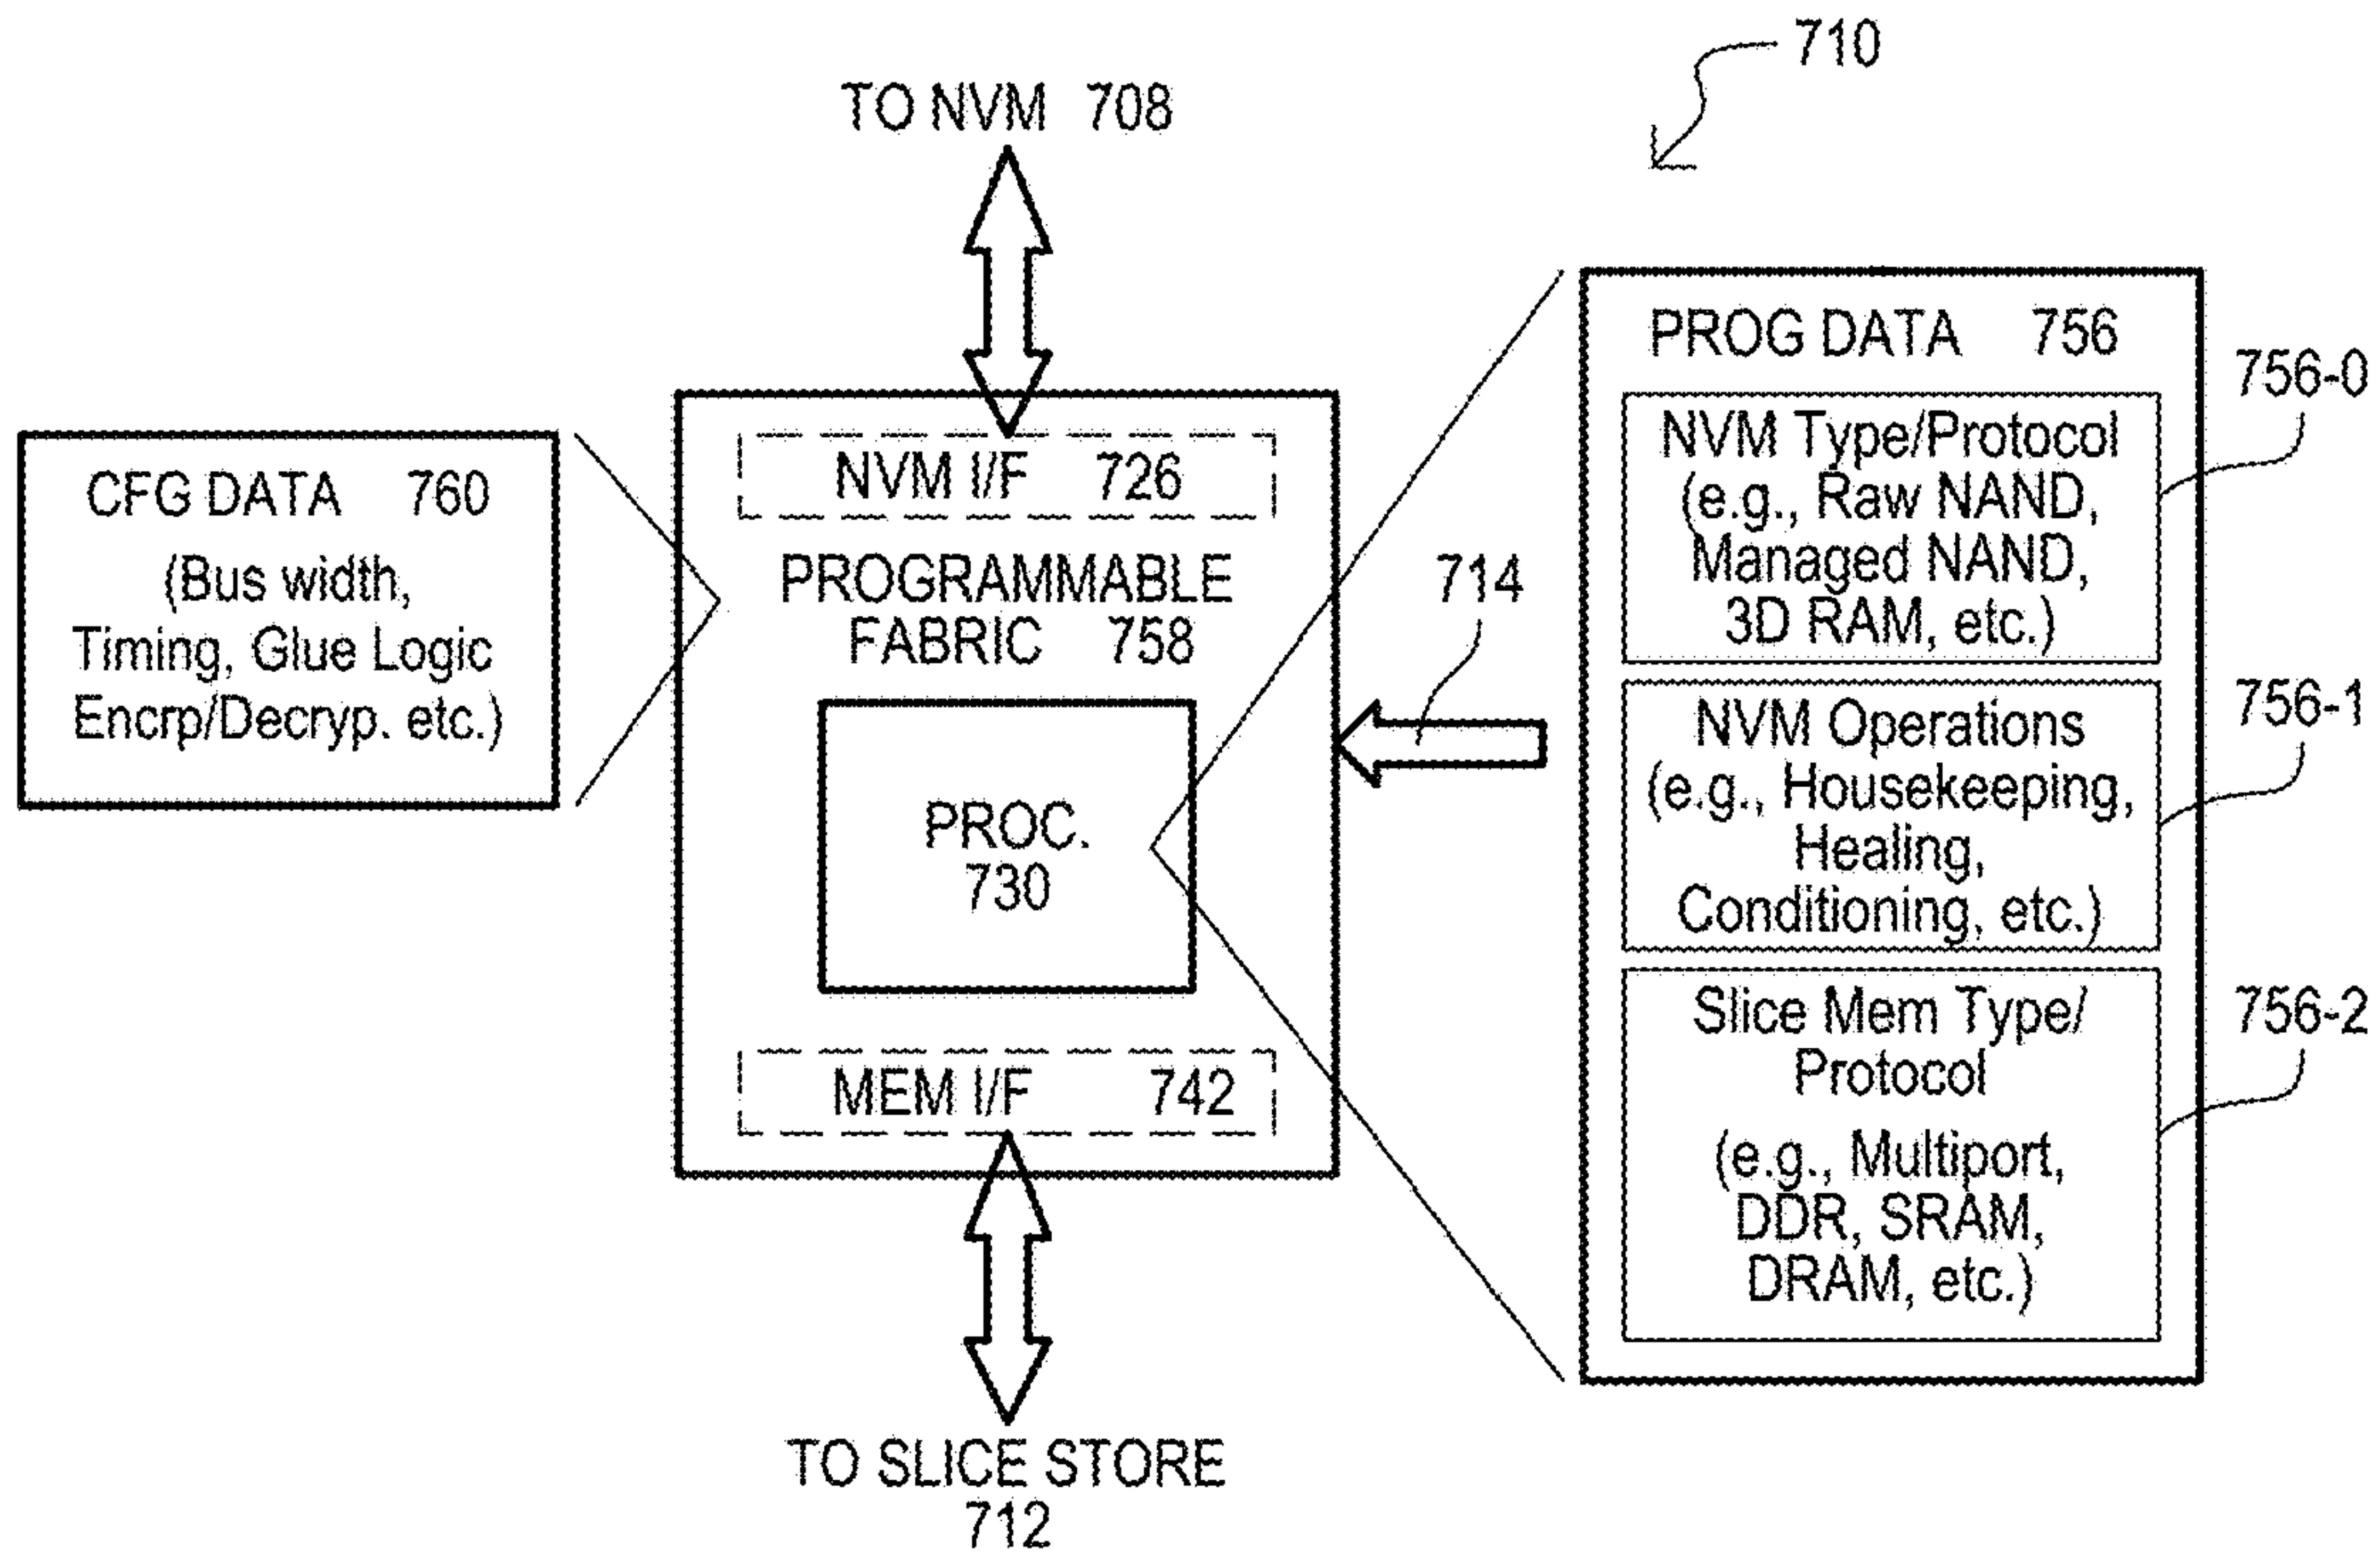 710
TO NVM 708
PROG DATA 756
756-0
NVM Type/Protocol
(e.g., Raw NAND,
Managed NAND,
3D RAM, etc.)
CFG DATA 760
(Bus width,
Timing, Glue Logic
Encrp/Decryp. etc.)
NVM I/F 726
PROGRAMMABLE
FABRIC 758
714
PROC.
730
756-1
NVM Operations
(e.g., Housekeeping,
Healing,
Conditioning, etc.)
MEM I/F 742
756-2
Slice Mem Type/
Protocol
(e.g., Multiport,
DDR, SRAM,
DRAM, etc.)
TO SLICE STORE
712